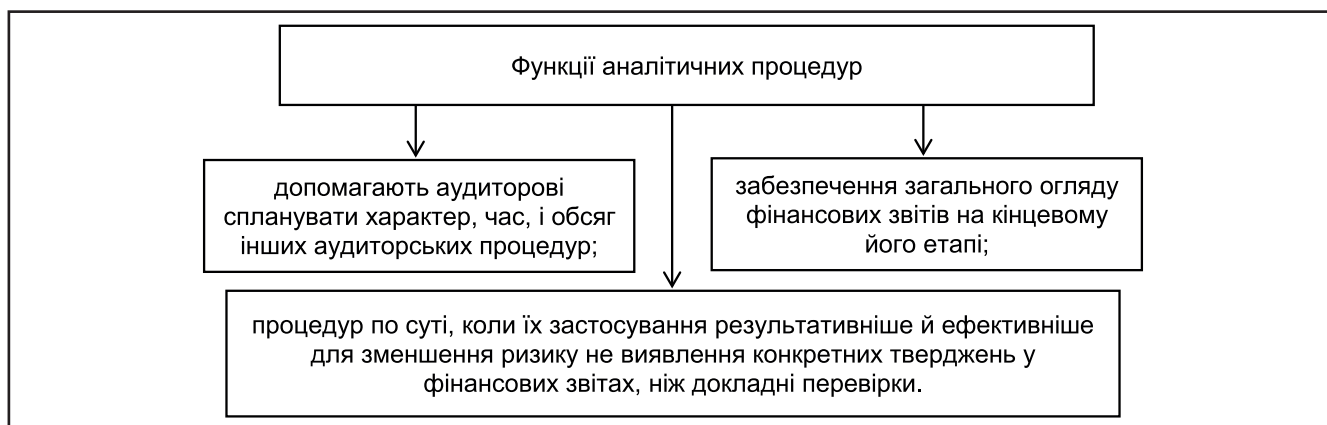 Функції аналітичних процедур
допомагають аудиторові
спланувати характер, час, і обсяг
інших аудиторських процедур;
забезпечення загального огляду
фінансових звітів на кінцевому
його етапі;
процедур по суті, коли їх застосування результативніше й ефективніше
для зменшення ризику не виявлення конкретних тверджень у
фінансових звітах, ніж докладні перевірки.